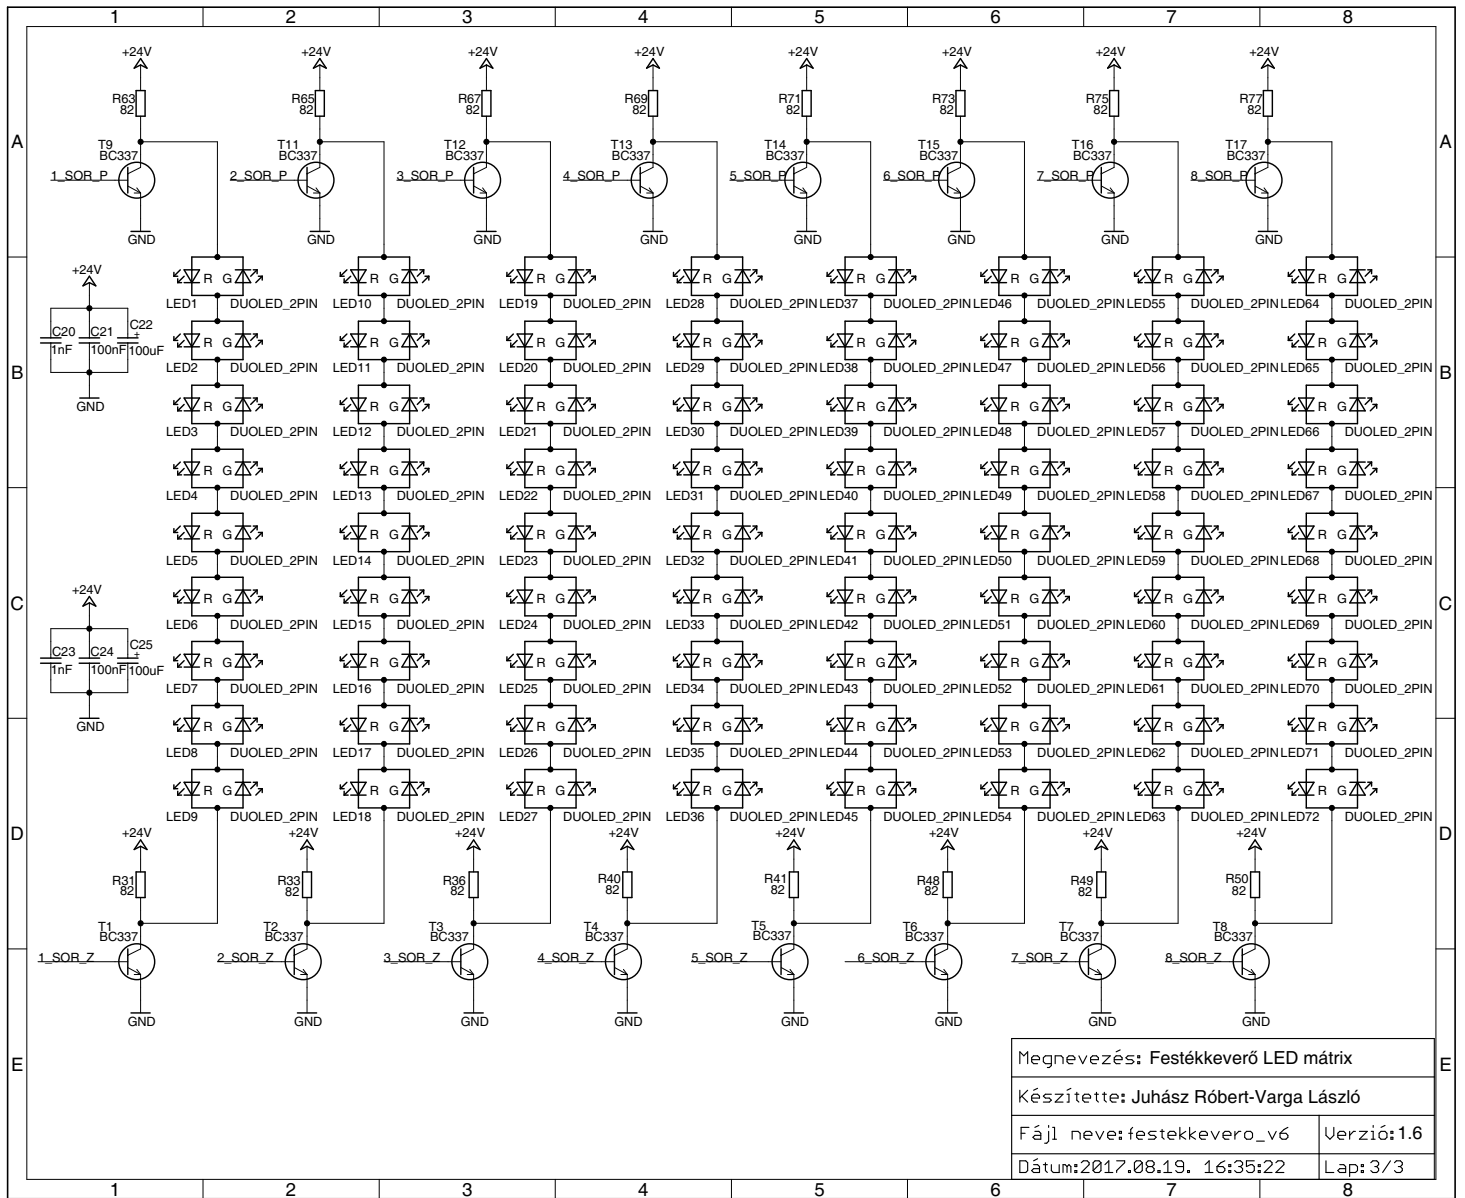 1 2 3 4 5 6 7 8
+24V +24V +24V +24V +24V +24V +24V +24V
R63 R65 R67 R69 R71 R73 R75 R77
82 82 82 82 82 82 82 82
A A
T9 T11 T12 T13 T14 T15 T16 T17
BC337 BC337 BC337 BC337 BC337 BC337 BC337 BC337
1_SOR_P 2_SOR_P 3_SOR_P 4_SOR_P 5_SOR_P 6_SOR_P 7_SOR_P 8_SOR_P
GND GND GND GND GND GND GND GND
+24V
R G R G R G R G R G R G R G R G
LED1 DUOLED_2PIN LED10 DUOLED_2PIN LED19 DUOLED_2PIN LED28 DUOLED_2PIN LED37 DUOLED_2PIN LED46 DUOLED_2PIN LED55 DUOLED_2PIN LED64 DUOLED_2PIN
C20 C21 C22
+
1nF 100nF 100uF
R G R G R G R G R G R G R G R G
LED2 DUOLED_2PIN LED11 DUOLED_2PIN LED20 DUOLED_2PIN LED29 DUOLED_2PIN LED38 DUOLED_2PIN LED47 DUOLED_2PIN LED56 DUOLED_2PIN LED65 DUOLED_2PIN
B B
GND
R G R G R G R G R G R G R G R G
LED3 DUOLED_2PIN LED12 DUOLED_2PIN LED21 DUOLED_2PIN LED30 DUOLED_2PIN LED39 DUOLED_2PIN LED48 DUOLED_2PIN LED57 DUOLED_2PIN LED66 DUOLED_2PIN
R G R G R G R G R G R G R G R G
LED4 DUOLED_2PIN LED13 DUOLED_2PIN LED22 DUOLED_2PIN LED31 DUOLED_2PIN LED40 DUOLED_2PIN LED49 DUOLED_2PIN LED58 DUOLED_2PIN LED67 DUOLED_2PIN
R G R G R G R G R G R G R G R G
LED5 DUOLED_2PIN LED14 DUOLED_2PIN LED23 DUOLED_2PIN LED32 DUOLED_2PIN LED41 DUOLED_2PIN LED50 DUOLED_2PIN LED59 DUOLED_2PIN LED68 DUOLED_2PIN
+24V
C C
R G R G R G R G R G R G R G R G
LED6 DUOLED_2PIN LED15 DUOLED_2PIN LED24 DUOLED_2PIN LED33 DUOLED_2PIN LED42 DUOLED_2PIN LED51 DUOLED_2PIN LED60 DUOLED_2PIN LED69 DUOLED_2PIN
C23 C24 C25
+
1nF 100nF 100uF
R G R G R G R G R G R G R G R G
LED7 DUOLED_2PIN LED16 DUOLED_2PIN LED25 DUOLED_2PIN LED34 DUOLED_2PIN LED43 DUOLED_2PIN LED52 DUOLED_2PIN LED61 DUOLED_2PIN LED70 DUOLED_2PIN
GND
R G R G R G R G R G R G R G R G
LED8 DUOLED_2PIN LED17 DUOLED_2PIN LED26 DUOLED_2PIN LED35 DUOLED_2PIN LED44 DUOLED_2PIN LED53 DUOLED_2PIN LED62 DUOLED_2PIN LED71 DUOLED_2PIN
R G R G R G R G R G R G R G R G
LED9 DUOLED_2PIN LED18 DUOLED_2PIN LED27 DUOLED_2PIN LED36 DUOLED_2PIN LED45 DUOLED_2PIN LED54 DUOLED_2PIN LED63 DUOLED_2PIN LED72 DUOLED_2PIN
D D
+24V +24V +24V +24V +24V +24V +24V +24V
R31 R33 R36 R40 R41 R48 R49 R50
82 82 82 82 82 82 82 82
T1 T2 T3 T4 T5 T6 T7 T8
BC337 BC337 BC337 BC337 BC337 BC337 BC337 BC337
1_SOR_Z 2_SOR_Z 3_SOR_Z 4_SOR_Z 5_SOR_Z 6_SOR_Z 7_SOR_Z 8_SOR_Z
GND GND GND GND GND GND GND GND
E E
Megnevezés: Festékkeverő LED mátrix
Készítette: Juhász Róbert-Varga László
Fájl neve: festekkevero_v6 Verzió: 1.6
Dátum: 2017.08.19. 16:35:22 Lap: 3/3
1 2 3 4 5 6 7 8